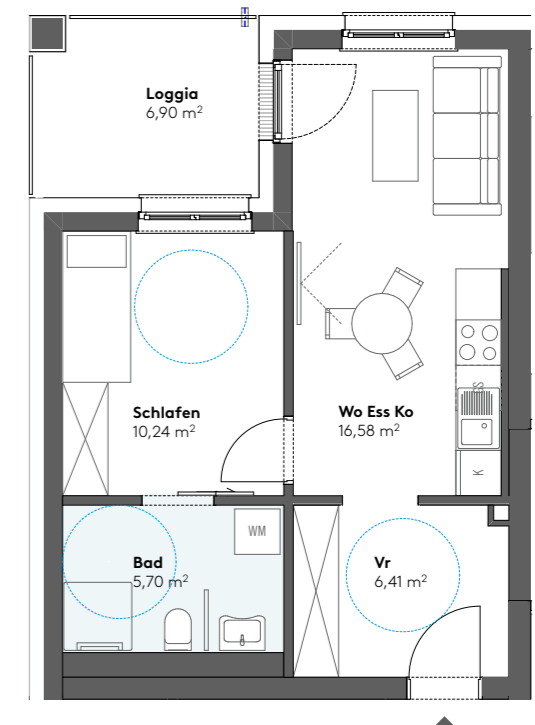 Loggia
6,90 m²
Schlafen
10,24 m²
Wo Ess Ko
16,58 m²
GS
K
WM
Bad
5,70 m²
Vr
6,41 m²